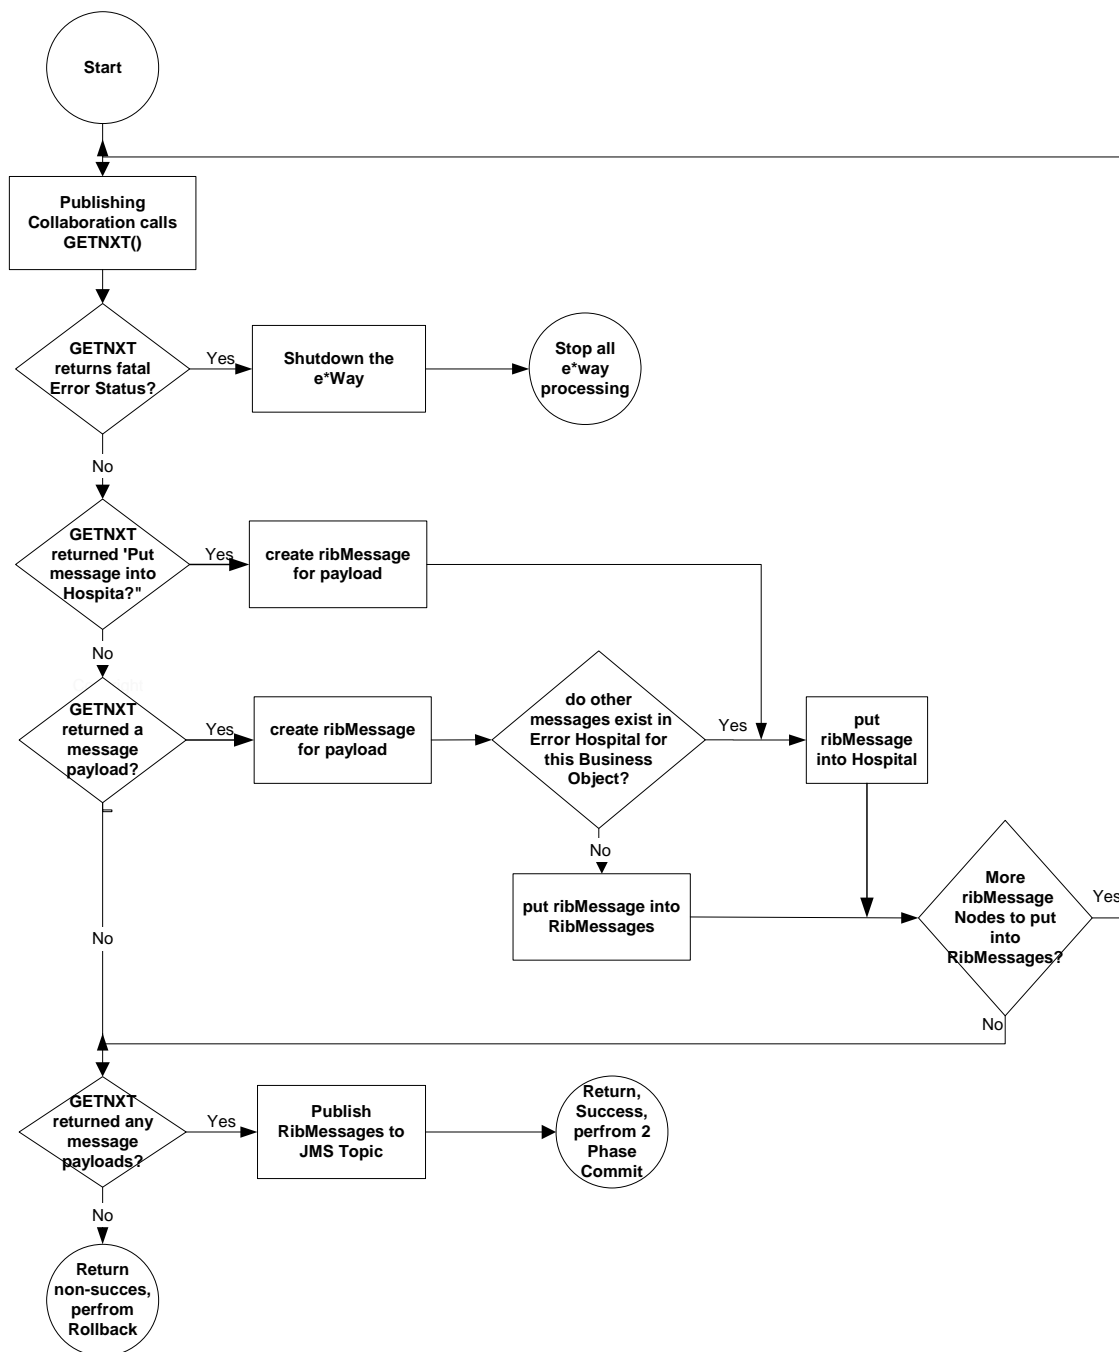 Start
Publishing
Collaboration calls
GETNXT()
GETNXT
returns fatal
Error Status?
Yes
Shutdown the
e*Way
Stop all
e*way
processing
No
GETNXT
returned 'Put
message into
Hospita?"
Yes
create ribMessage
for payload
No
GETNXT
returned a
message
payload?
Yes
create ribMessage
for payload
do other
messages exist in
Error Hospital for
this Business
Object?
Yes
put
ribMessage
into Hospital
No
put ribMessage into
RibMessages
More
ribMessage
Nodes to put
into
RibMessages?
Yes
No
No
GETNXT
returned any
message
payloads?
Yes
Publish
RibMessages to
JMS Topic
Return,
Success,
perfrom 2
Phase
Commit
No
Return
non-succes,
perfrom
Rollback